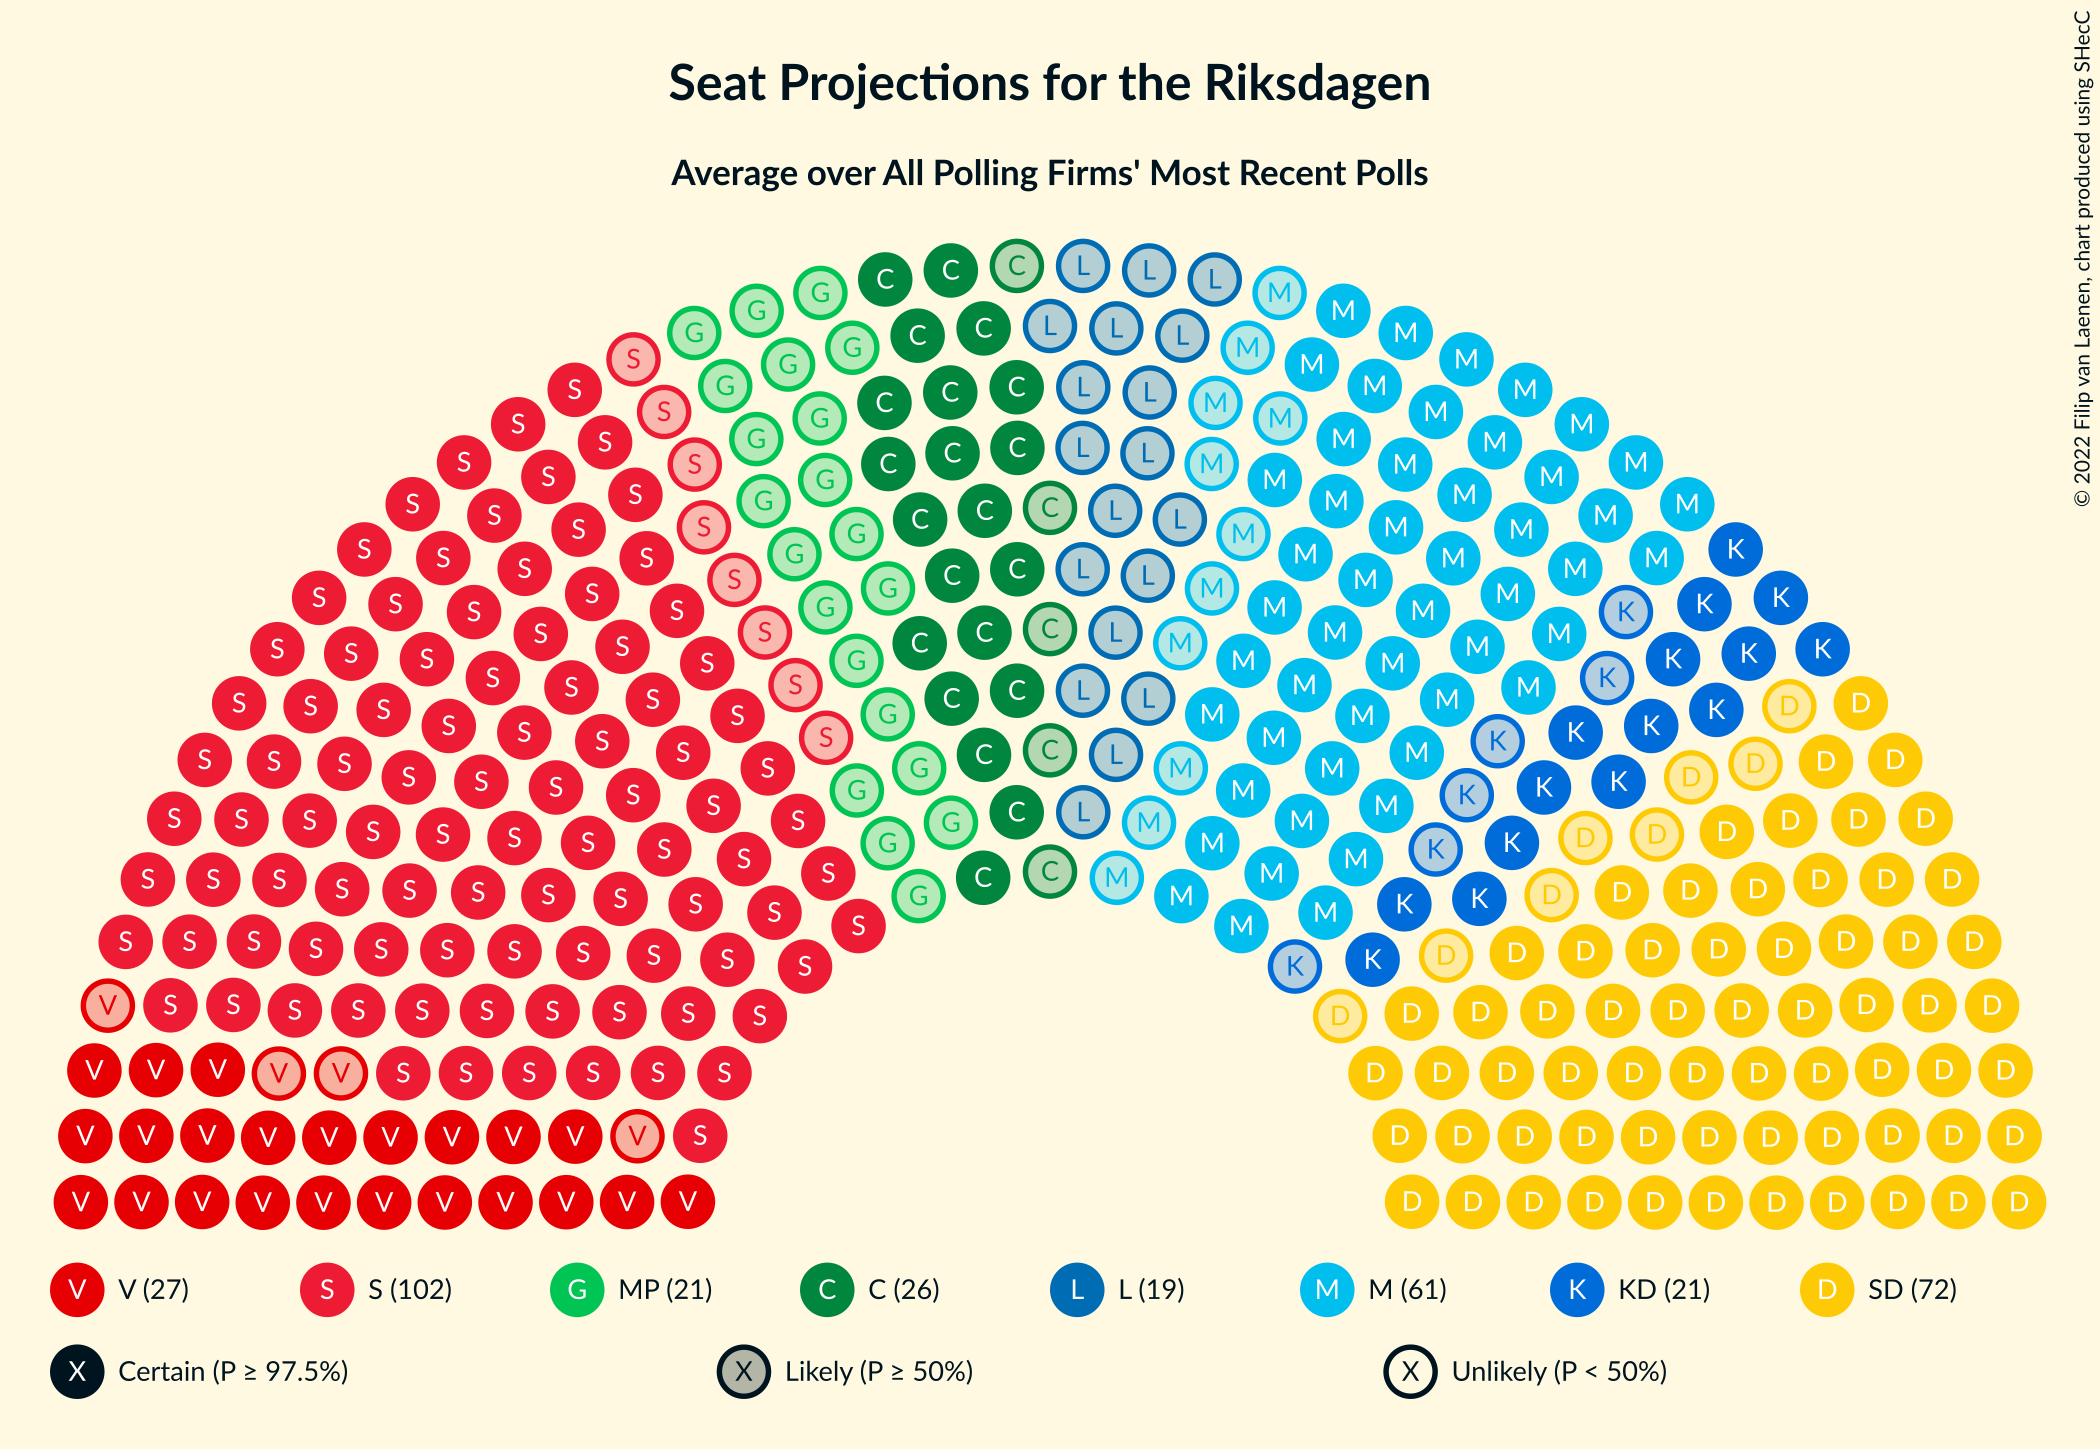 Seat Projections for the Riksdagen
Average over All Polling Firms' Most Recent Polls
© 2022 Filip van Laenen, chart produced using SHecC
C C C L L L
G M
G C C L L L M M
G G M M
S G C C C L L M M M
S G G M M M
S S G C C C L L M M M M
S S G G M M M M
S S S G C C C L L M M M M M
S S S G G M M M M M
S S S S G C C L L M M M M M K
S S S S G G M M M M M K
S S S S S G C C C L M M M M K K
S S S S S G M M M M K K
S S S S S S G C C L L M M M K K K D
S S S S S S S G C C L M M M K K K D D
S S S S S S S G G M M M K K D D D
S S S S S S S S G G C L M M M M K K D D D D D D
S S S S S S S S S S S G C C M M M M K K D D D D D D D
S S S S S S S S S S S K K D D D D D D D D D
V S S S S S S S S S S D D D D D D D D D D D
V V V V V S S S S S S D D D D D D D D D D D
V V V V V V V V V V S D D D D D D D D D D D
V V V V V V V V V V V D D D D D D D D D D D
V V (27) S S (102) G MP (21) C C (26) L L (19) M M (61) K KD (21) D SD (72)
X Certain (P ≥ 97.5%) X Likely (P ≥ 50%) X Unlikely (P < 50%)